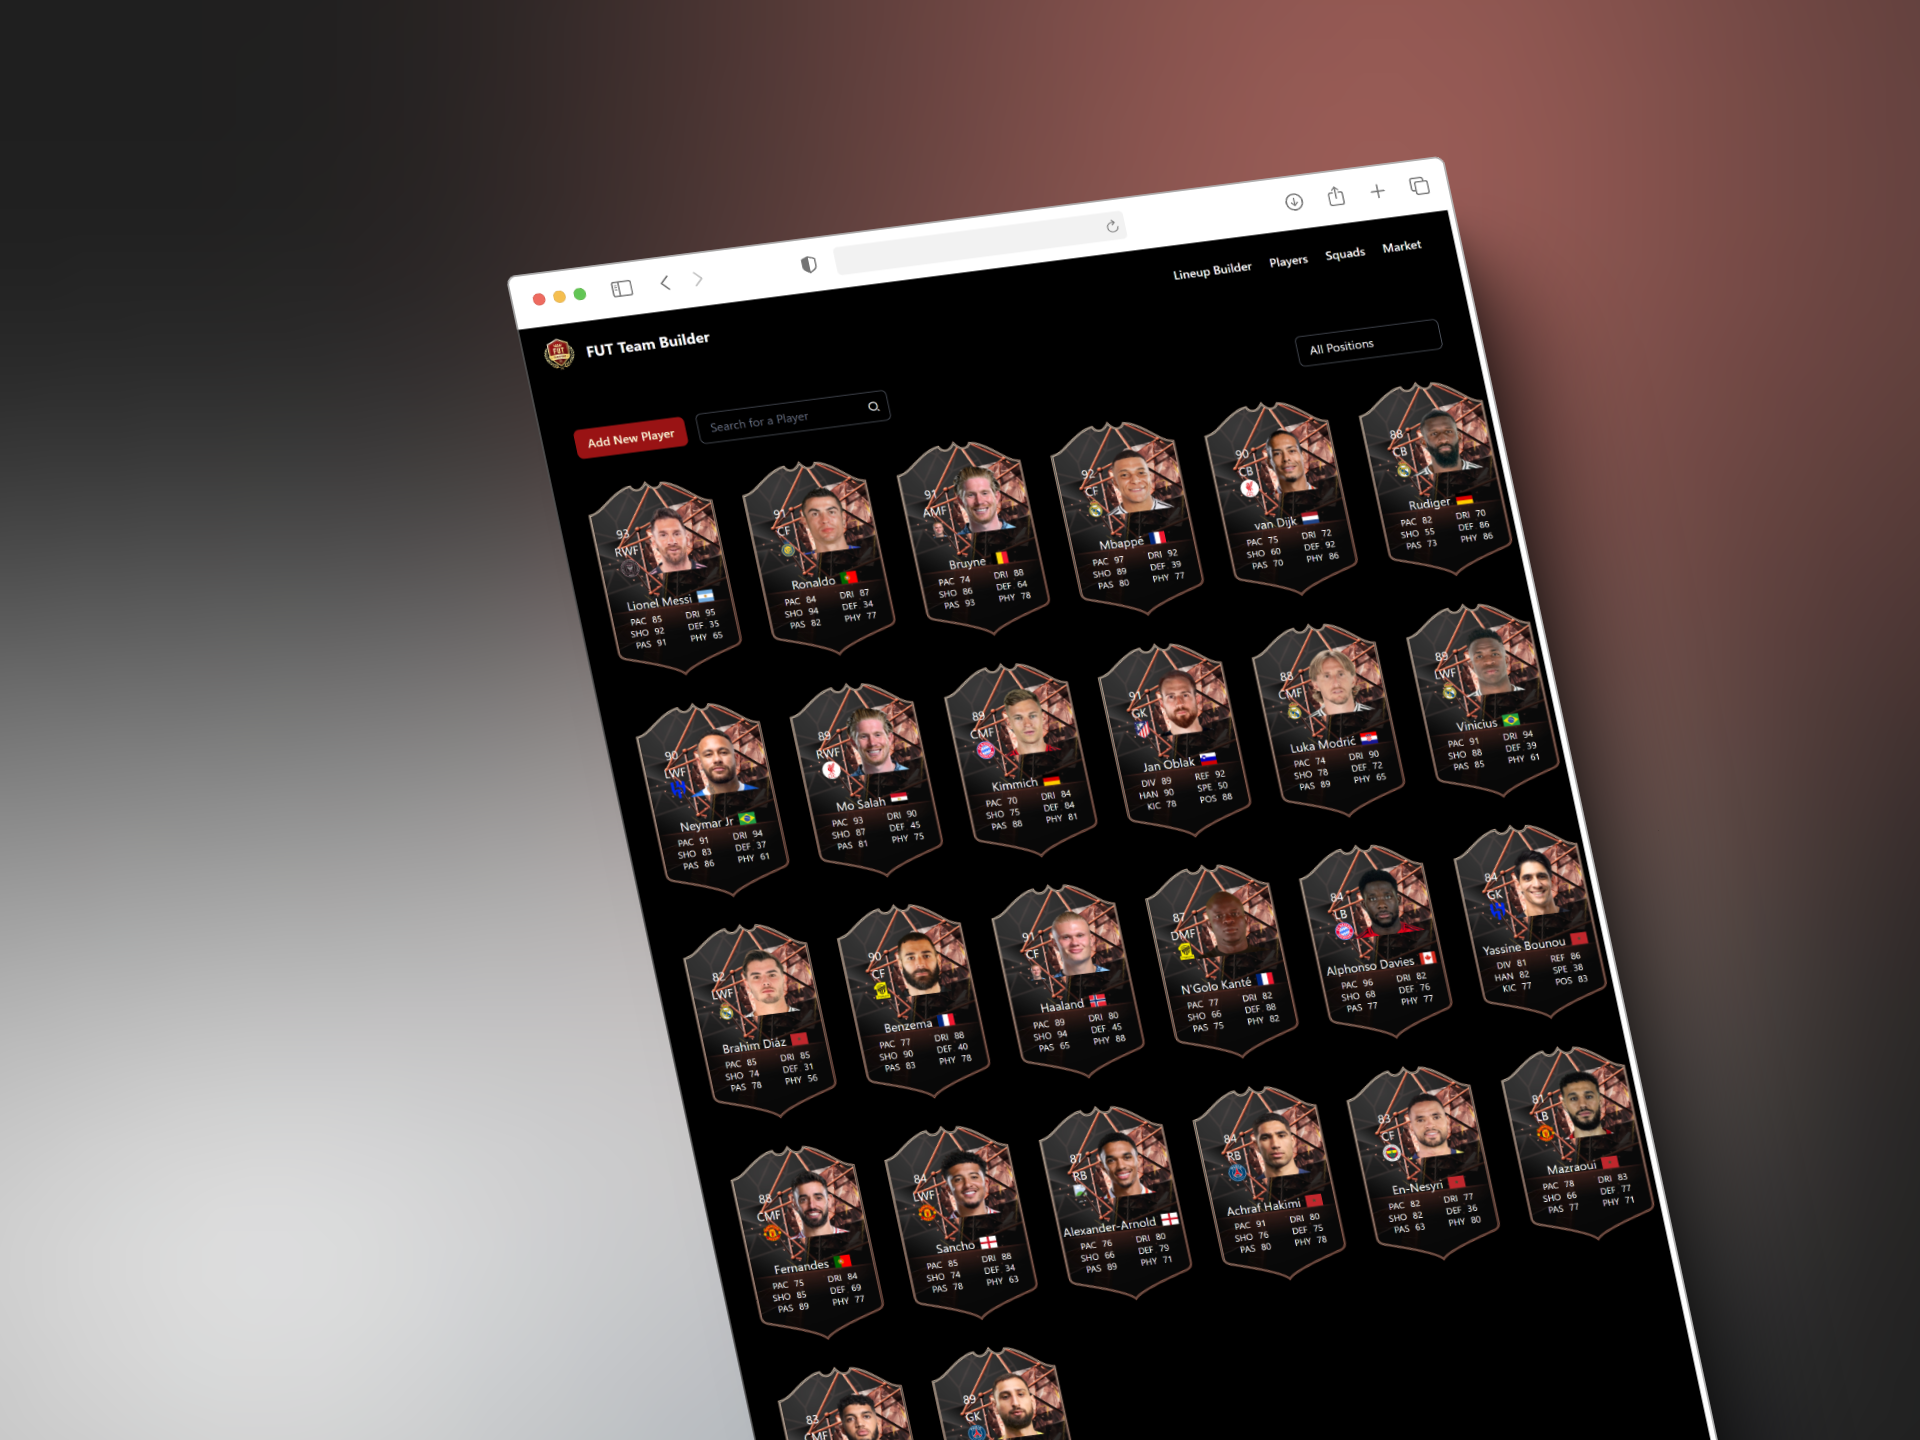 Lineup Builder Players Squads Market
FUT Team Builder
All Positions
Add New Player
Search for a Player
93
RWF
Lionel Messi
PAC 85 DRI 95
SHO 92 DEF 35
PAS 91 PHY 65
91
CF
Ronaldo
PAC 84 DRI 87
SHO 94 DEF 34
PAS 82 PHY 77
91
AMF
Bruyne
PAC 74 DRI 88
SHO 86 DEF 64
PAS 93 PHY 78
92
CF
Mbappé
PAC 97 DRI 92
SHO 89 DEF 39
PAS 80 PHY 77
90
CB
van Dijk
PAC 75 DRI 72
SHO 60 DEF 92
PAS 70 PHY 86
88
CB
Rudiger
PAC 82 DRI 70
SHO 55 DEF 86
PAS 73 PHY 86
90
LWF
Neymar Jr
PAC 91 DRI 94
SHO 83 DEF 37
PAS 86 PHY 61
89
RWF
Mo Salah
PAC 93 DRI 90
SHO 87 DEF 45
PAS 81 PHY 75
89
CMF
Kimmich
PAC 70 DRI 84
SHO 75 DEF 84
PAS 88 PHY 81
91
GK
Jan Oblak
DIV 89 REF 92
HAN 90 SPE 50
KIC 78 POS 88
88
CMF
Luka Modrić
PAC 74 DRI 90
SHO 78 DEF 72
PAS 89 PHY 65
89
LWF
Vinicius
PAC 91 DRI 94
SHO 88 DEF 39
PAS 85 PHY 61
82
LWF
Brahim Diáz
PAC 85 DRI 85
SHO 74 DEF 31
PAS 78 PHY 56
90
CF
Benzema
PAC 77 DRI 88
SHO 90 DEF 40
PAS 83 PHY 78
91
CF
Haaland
PAC 89 DRI 80
SHO 94 DEF 45
PAS 65 PHY 88
87
DMF
N'Golo Kanté
PAC 77 DRI 82
SHO 66 DEF 88
PAS 75 PHY 82
84
LB
Alphonso Davies
PAC 96 DRI 82
SHO 68 DEF 76
PAS 77 PHY 77
84
GK
Yassine Bounou
DIV 81 REF 86
HAN 82 SPE 38
KIC 77 POS 83
88
CMF
Fernandes
PAC 75 DRI 84
SHO 85 DEF 69
PAS 89 PHY 77
84
LWF
Sancho
PAC 85 DRI 88
SHO 74 DEF 34
PAS 78 PHY 63
87
RB
Alexander-Arnold
PAC 76 DRI 80
SHO 66 DEF 79
PAS 89 PHY 71
84
RB
Achraf Hakimi
PAC 91 DRI 80
SHO 76 DEF 75
PAS 80 PHY 78
83
CF
En-Nesyri
PAC 82 DRI 77
SHO 82 DEF 36
PAS 63 PHY 80
81
LB
Mazraoui
PAC 78 DRI 83
SHO 66 DEF 77
PAS 77 PHY 71
83
CMF
89
GK